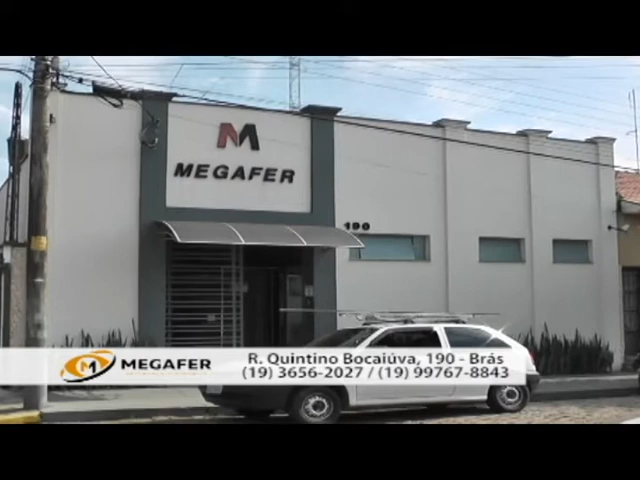 M
MEGAFER
190
M MEGAFER
R. Quintino Bocaiúva, 190 - Brás
(19) 3656-2027 / (19) 99767-8843